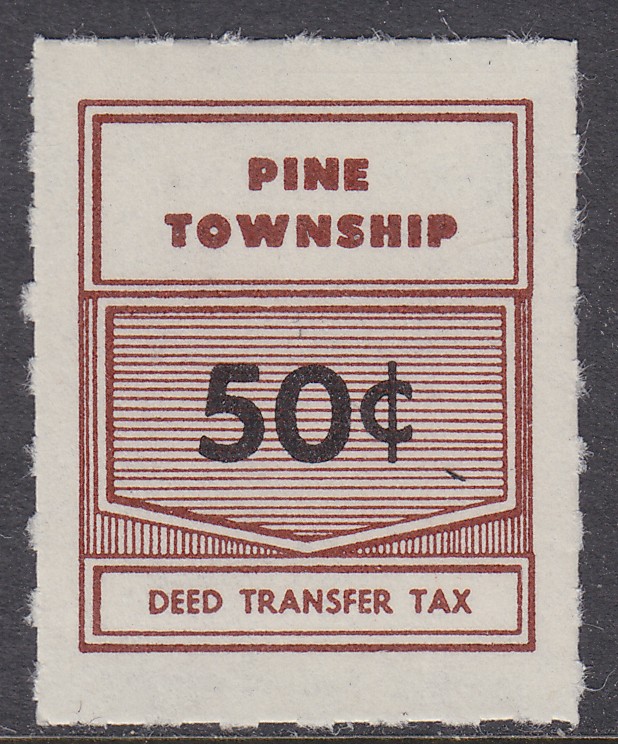 PINE
TOWNSHIP
50¢
DEED TRANSFER TAX